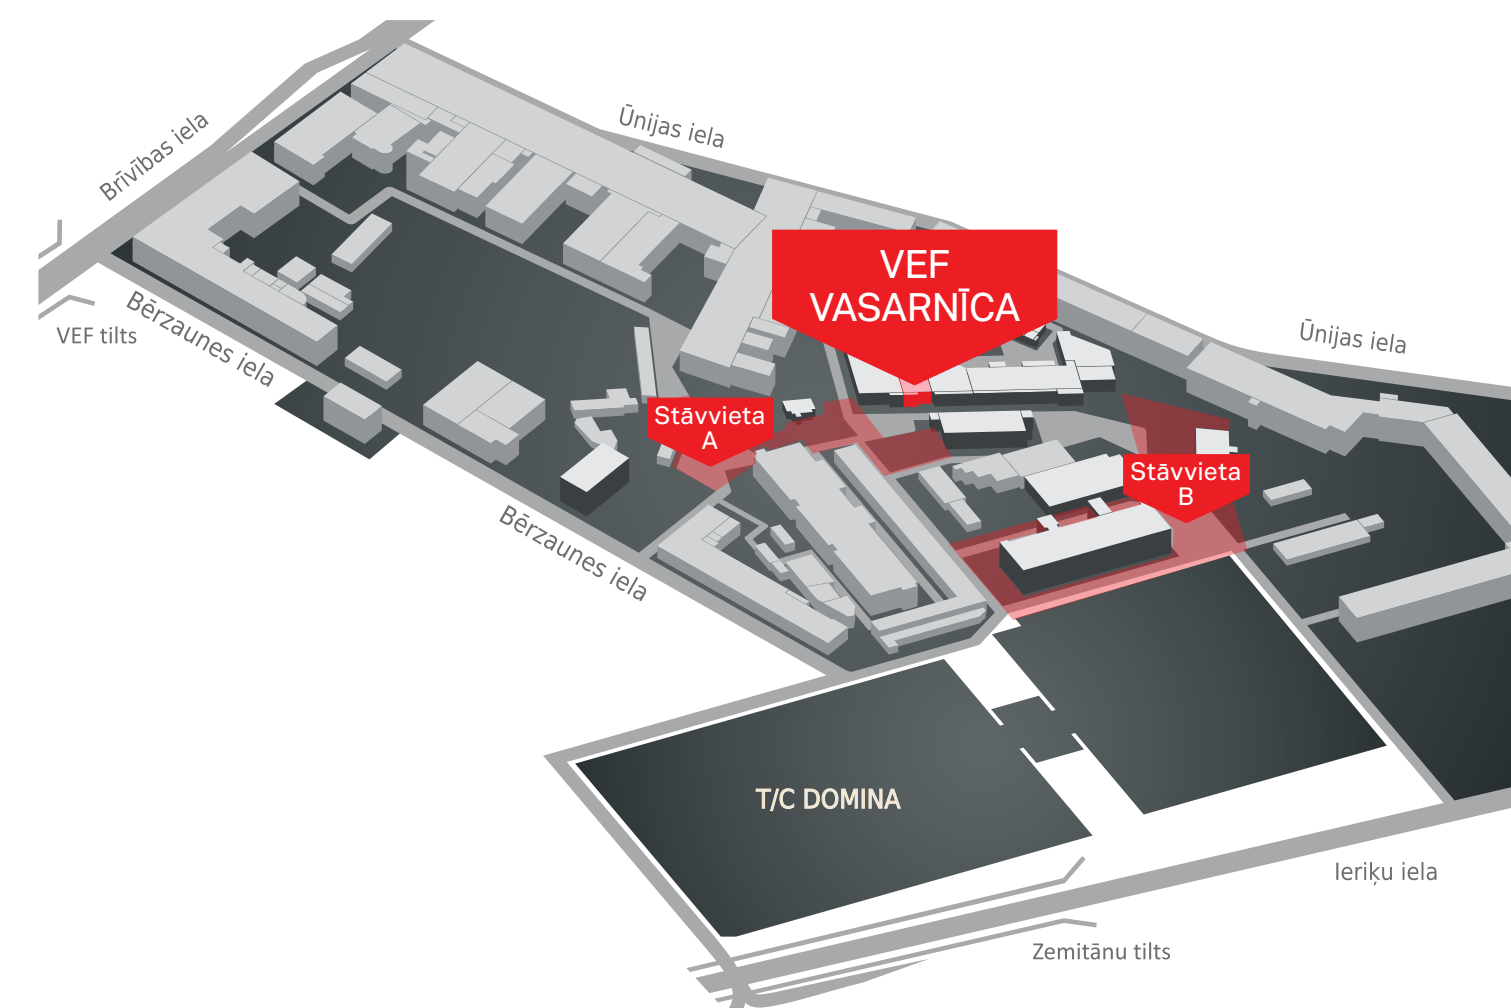 Brīvības iela
Ūnijas iela
VEF
VASARNĪCA
VEF tilts
Bērzaunes iela
Ūnijas iela
Stāvvieta
A
Stāvvieta
B
Bērzaunes iela
T/C DOMINA
Ieriķu iela
Zemitānu tilts